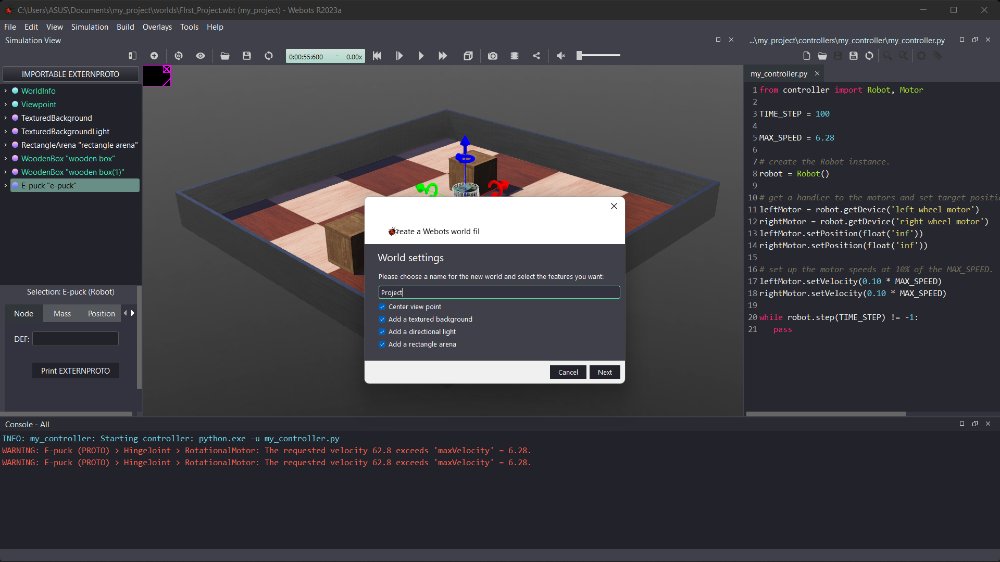 C:\Users\ASUS\Documents\my_project\worlds\FIrst_Project.wbt (my_project) - Webots R2023a
File Edit View Simulation Build Overlays Tools Help
Simulation View
...\my_project\controllers\my_controller\my_controller.py
0:00:55:600 - 0.00x
IMPORTABLE EXTERNPROTO
WorldInfo
Viewpoint
TexturedBackground
TexturedBackgroundLight
RectangleArena "rectangle arena"
WoodenBox "wooden box"
WoodenBox "wooden box(1)"
E-puck "e-puck"
Selection: E-puck (Robot)
Node Mass Position
DEF:
Print EXTERNPROTO
reate a Webots world fil
World settings
Please choose a name for the new world and select the features you want:
Project
Center view point
Add a textured background
Add a directional light
Add a rectangle arena
Cancel Next
my_controller.py
1 from controller import Robot, Motor
2
3 TIME_STEP = 100
4
5 MAX_SPEED = 6.28
6
7 # create the Robot instance.
8 robot = Robot()
9
10 # get a handler to the motors and set target positi
11 leftMotor = robot.getDevice('left wheel motor')
12 rightMotor = robot.getDevice('right wheel motor')
13 leftMotor.setPosition(float('inf'))
14 rightMotor.setPosition(float('inf'))
15
16 # set up the motor speeds at 10% of the MAX_SPEED.
17 leftMotor.setVelocity(0.10 * MAX_SPEED)
18 rightMotor.setVelocity(0.10 * MAX_SPEED)
19
20 while robot.step(TIME_STEP) != -1:
21 pass
Console - All
INFO: my_controller: Starting controller: python.exe -u my_controller.py
WARNING: E-puck (PROTO) > HingeJoint > RotationalMotor: The requested velocity 62.8 exceeds 'maxVelocity' = 6.28.
WARNING: E-puck (PROTO) > HingeJoint > RotationalMotor: The requested velocity 62.8 exceeds 'maxVelocity' = 6.28.